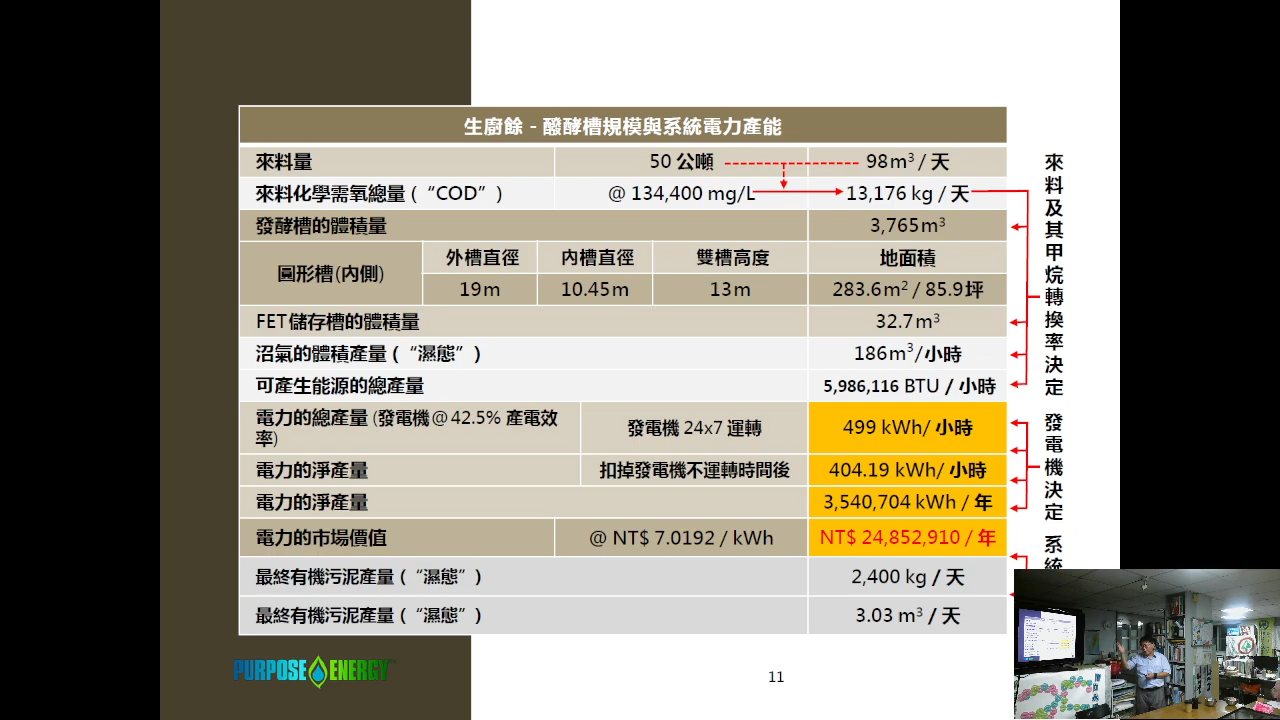 生廚餘 - 醱酵槽規模與系統電力產能
來料量 50 公噸 98m³ / 天
來料化學需氧總量 (“COD”) @ 134,400 mg/L 13,176 kg / 天
發酵槽的體積量 3,765m³
圓形槽(內側) 外槽直徑 內槽直徑 雙槽高度 地面積
19m 10.45m 13m 283.6m² / 85.9坪
FET儲存槽的體積量 32.7m³
沼氣的體積產量 (“濕態”) 186m³/小時
可產生能源的總產量 5,986,116 BTU / 小時
電力的總產量 (發電機@ 42.5% 產電效
率) 發電機 24x7 運轉 499 kWh/ 小時
電力的淨產量 扣掉發電機不運轉時間後 404.19 kWh/ 小時
電力的淨產量 3,540,704 kWh / 年
電力的市場價值 @ NT$ 7.0192 / kWh NT$ 24,852,910 / 年
最終有機污泥產量 (“濕態”) 2,400 kg / 天
最終有機污泥產量 (“濕態”) 3.03 m³ / 天
來料及其甲烷轉換率決定
發電機決定
系統
PURPOSE ENERGY
11